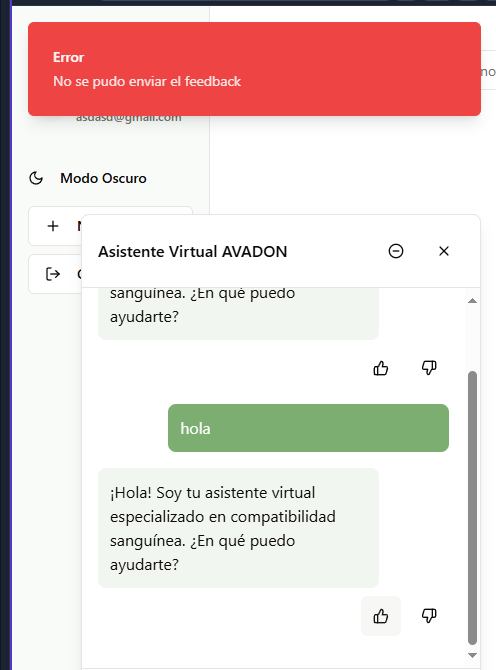 Error
No se pudo enviar el feedback
no
asdasd@gmail.com
Modo Oscuro
Asistente Virtual AVADON
sanguínea. ¿En qué puedo
ayudarte?
hola
¡Hola! Soy tu asistente virtual
especializado en compatibilidad
sanguínea. ¿En qué puedo
ayudarte?